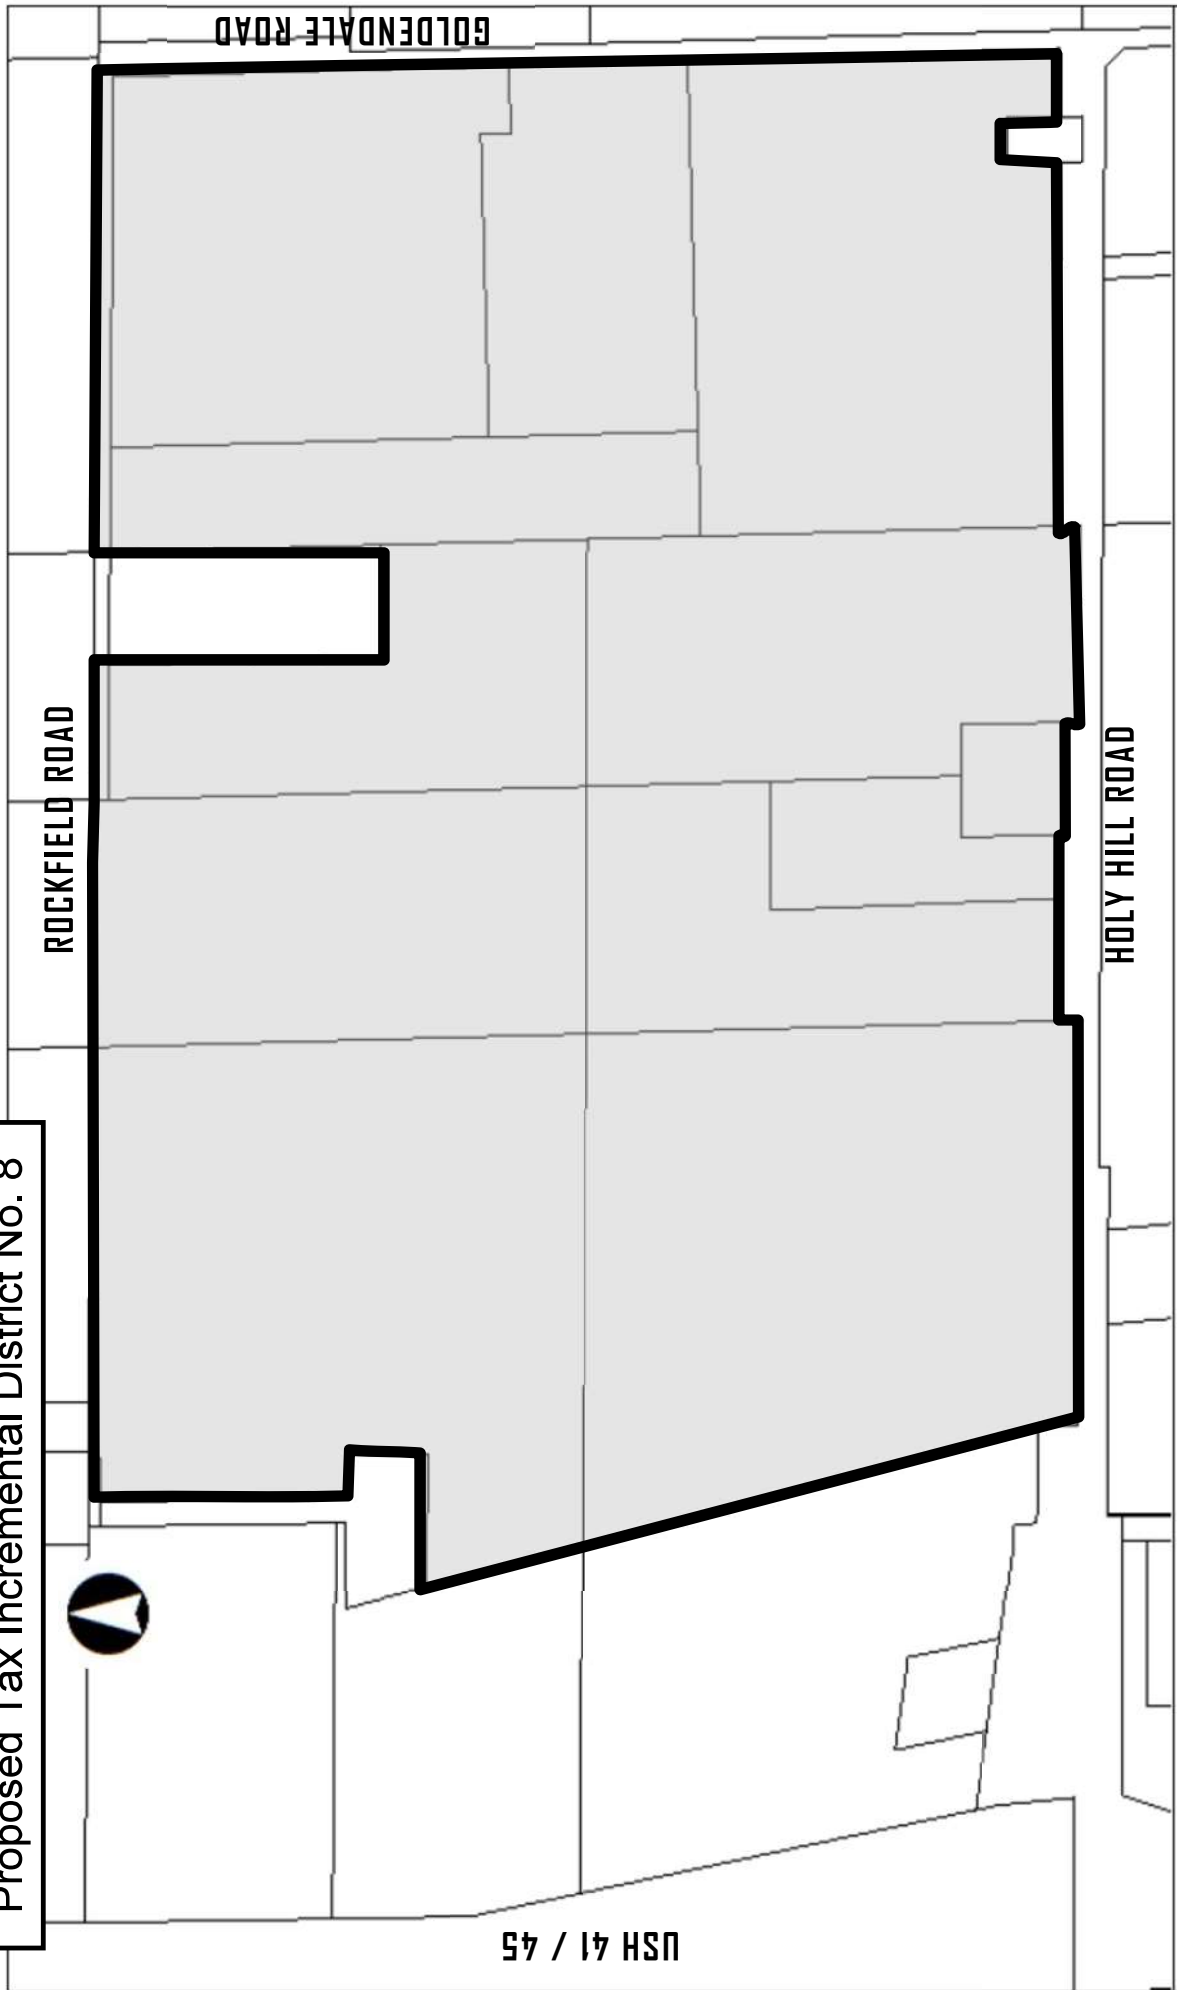 Proposed Tax Incremental District No. 8
ROCKFIELD ROAD
GOLDENDALE ROAD
HOLY HILL ROAD
USH 41 / 45